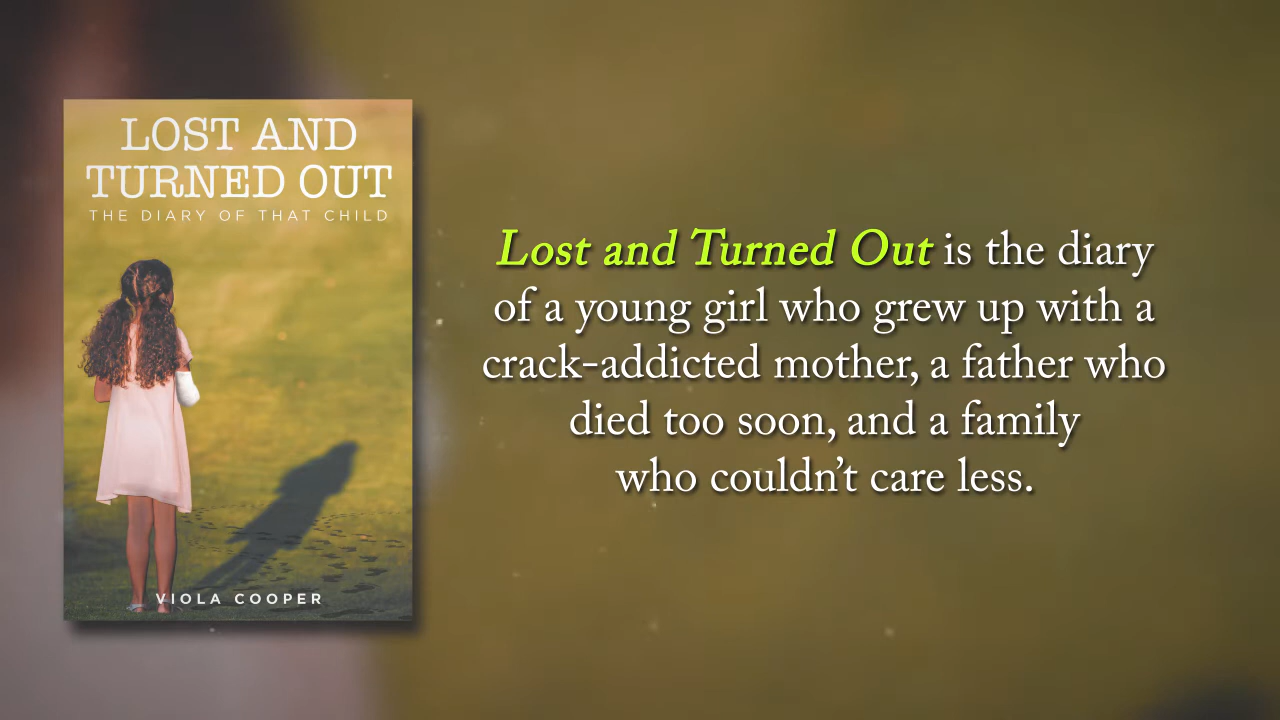 LOST AND
TURNED OUT
THE DIARY OF THAT CHILD
VIOLA COOPER
Lost and Turned Out is the diary
of a young girl who grew up with a
crack-addicted mother, a father who
died too soon, and a family
who couldn’t care less.